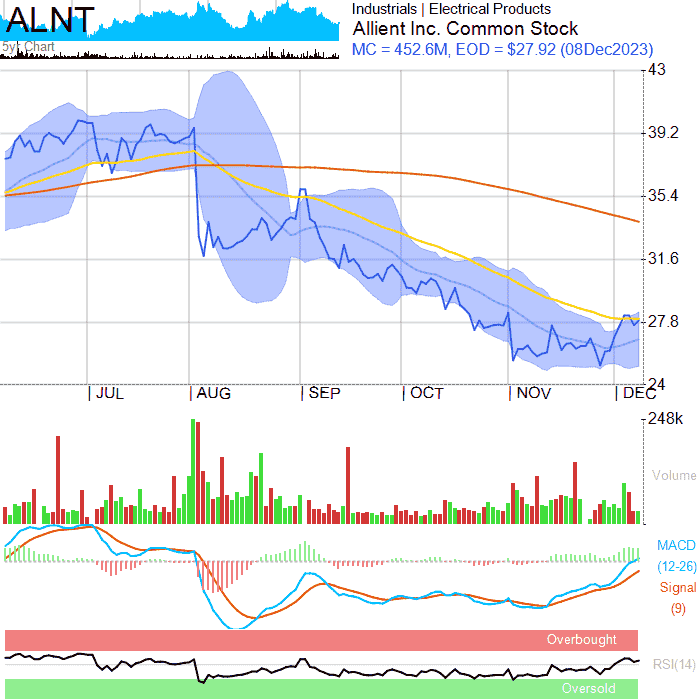 ALNT
5yr Chart
Industrials | Electrical Products
Allient Inc. Common Stock
MC = 452.6M, EOD = $27.92 (08Dec2023)
43
39.2
35.4
31.6
27.8
24
JUL AUG SEP OCT NOV DEC
248k
Volume
MACD
(12-26)
Signal
(9)
Overbought
RSI(14)
Oversold